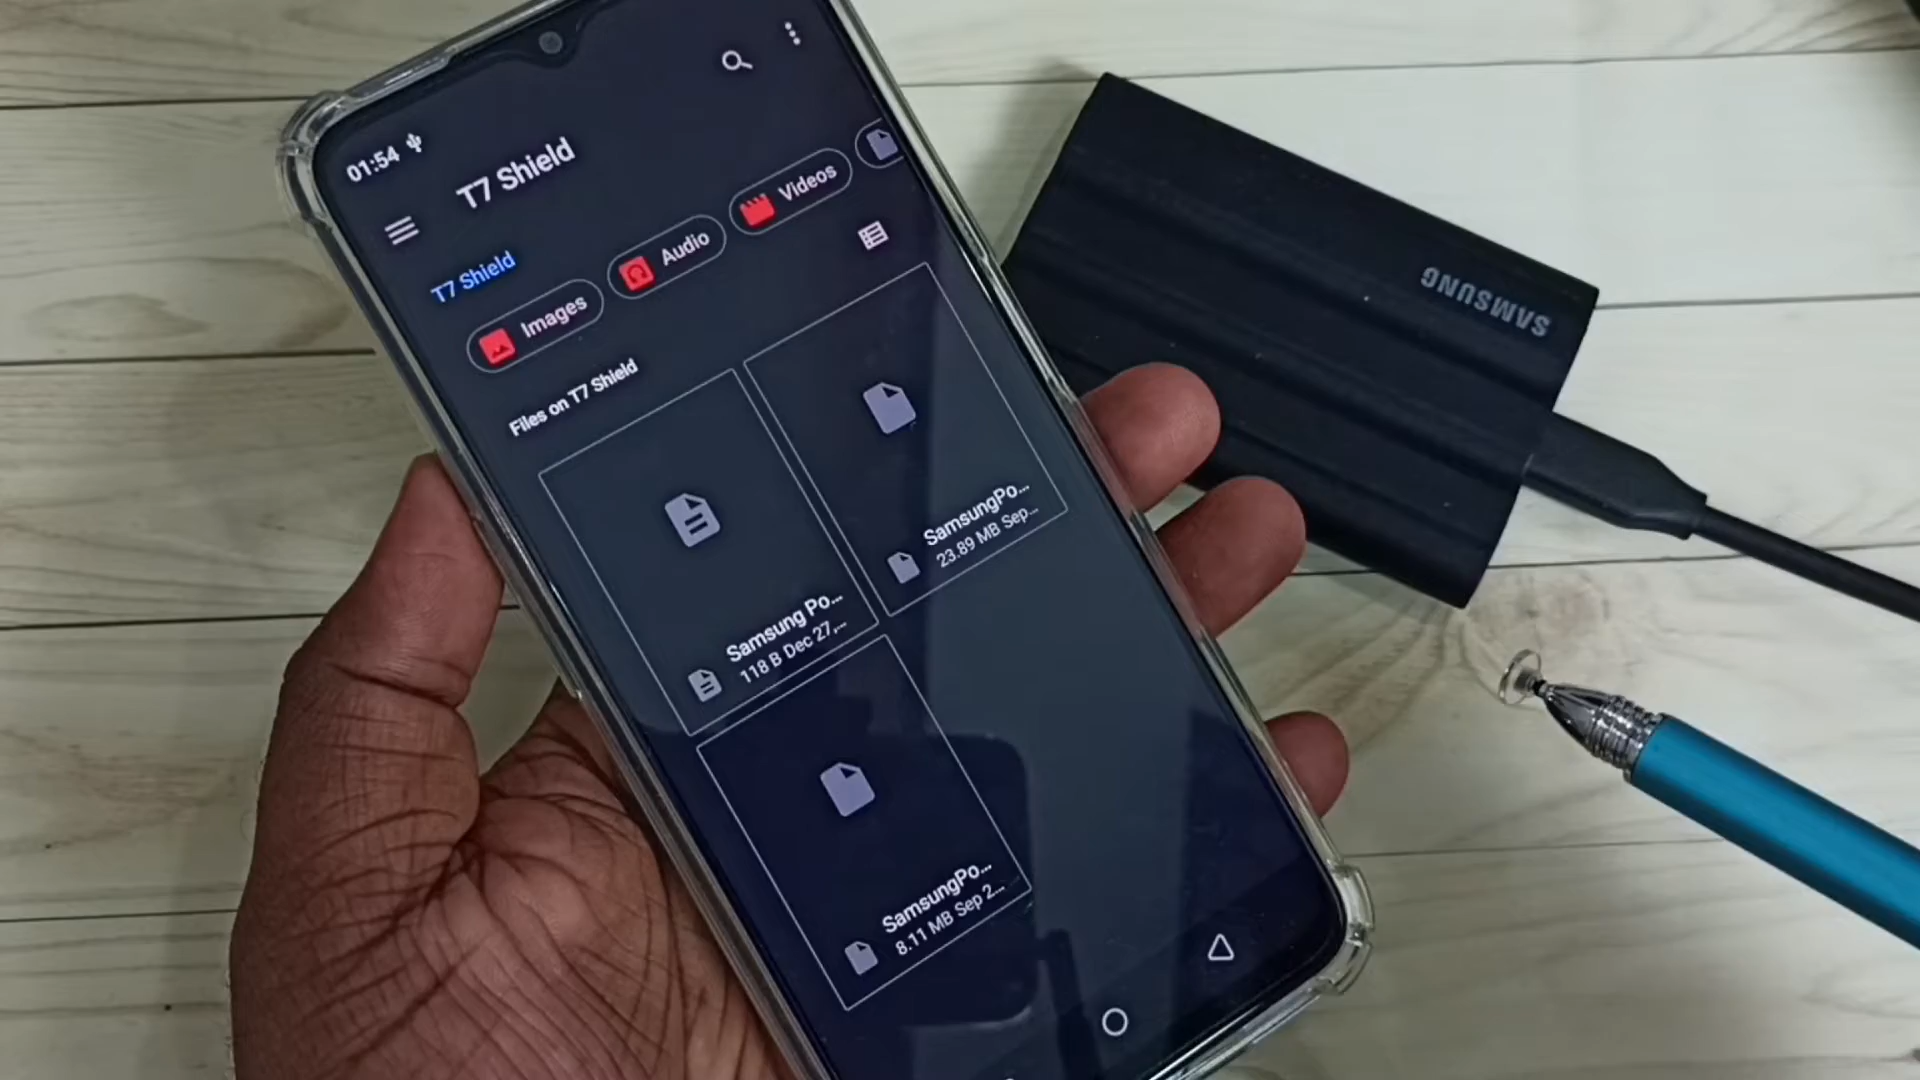 01:54
T7 Shield
T7 Shield
Images
Audio
Videos
Files on T7 Shield
Samsung Po...
118 B Dec 27,...
SamsungPo...
23.89 MB Sep...
SamsungPo...
8.11 MB Sep 2...
SAMSUNG